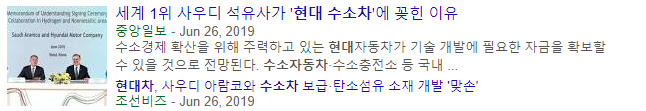 Memorandum of Understanding Signing Ceremony
Collaboration in Hydrogen and Nonmetallic area
Saudi Aramco and Hyundai Motor Company
세계 1위 사우디 석유사가 '현대 수소차'에 꽂힌 이유
중앙일보 - Jun 26, 2019
수소경제 확산을 위해 주력하고 있는 현대자동차가 기술 개발에 필요한 자금을 확보할
수 있을 것으로 전망된다. 수소자동차·수소충전소 등 국내 ...
현대차, 사우디 아람코와 수소차 보급·탄소섬유 소재 개발 '맞손'
조선비즈 - Jun 26, 2019